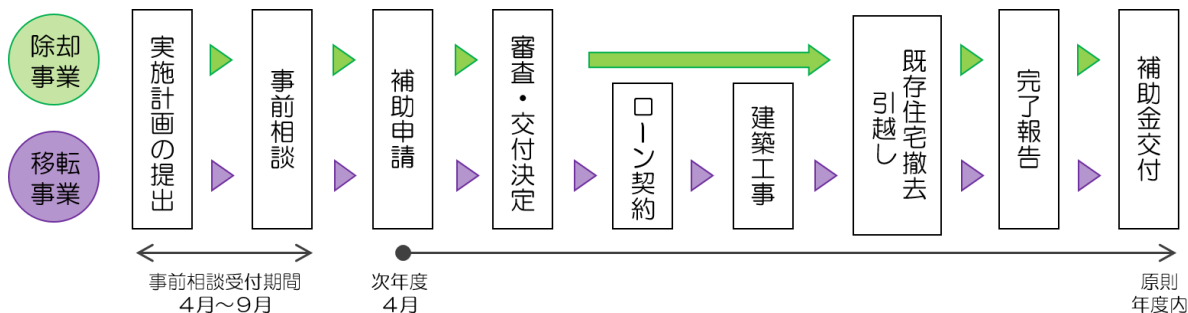 除却
事業
移転
事業
実施計画の提出
事前相談
補助申請
審査・交付決定
ローン契約
建築工事
既存住宅撤去
引越し
完了報告
補助金交付
事前相談受付期間
４月～９月
次年度
４月
原則
年度内